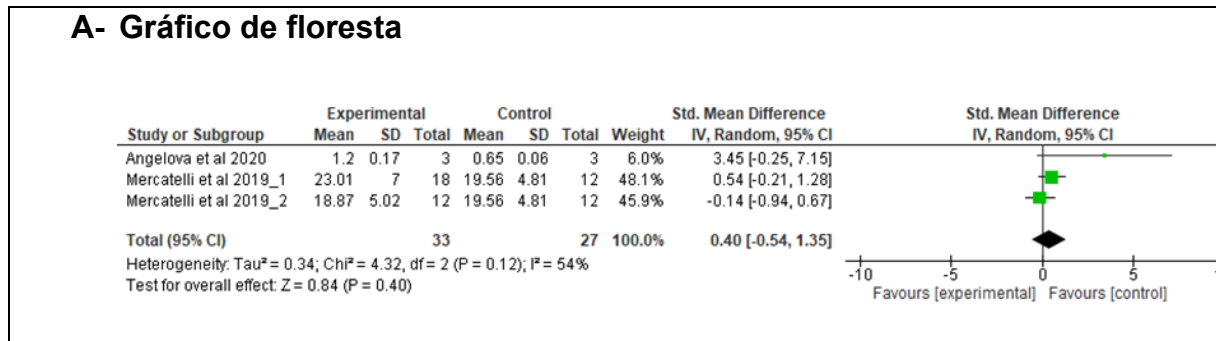 A- Gráfico de floresta
Experimental Control Std. Mean Difference Std. Mean Difference
Study or Subgroup Mean SD Total Mean SD Total Weight IV, Random, 95% CI IV, Random, 95% CI
Angelova et al 2020 1.2 0.17 3 0.65 0.06 3 6.0% 3.45 [-0.25, 7.15]
Mercatelli et al 2019_1 23.01 7 18 19.56 4.81 12 48.1% 0.54 [-0.21, 1.28]
Mercatelli et al 2019_2 18.87 5.02 12 19.56 4.81 12 45.9% -0.14 [-0.94, 0.67]
Total (95% CI) 33 27 100.0% 0.40 [-0.54, 1.35]
Heterogeneity: Tau² = 0.34; Chi² = 4.32, df = 2 (P = 0.12); I² = 54%
Test for overall effect: Z = 0.84 (P = 0.40)
-10 -5 0 5
Favours [experimental] Favours [control]